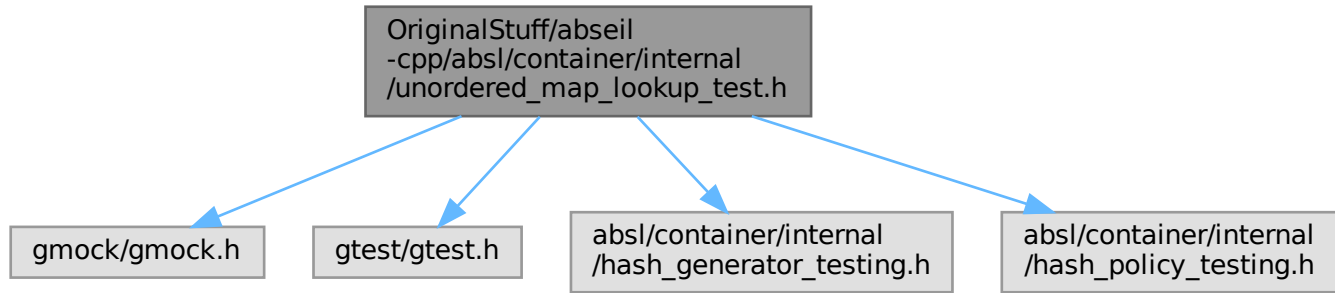 OriginalStuff/abseil
-cpp/absl/container/internal
/unordered_map_lookup_test.h
gmock/gmock.h
gtest/gtest.h
absl/container/internal
/hash_generator_testing.h
absl/container/internal
/hash_policy_testing.h